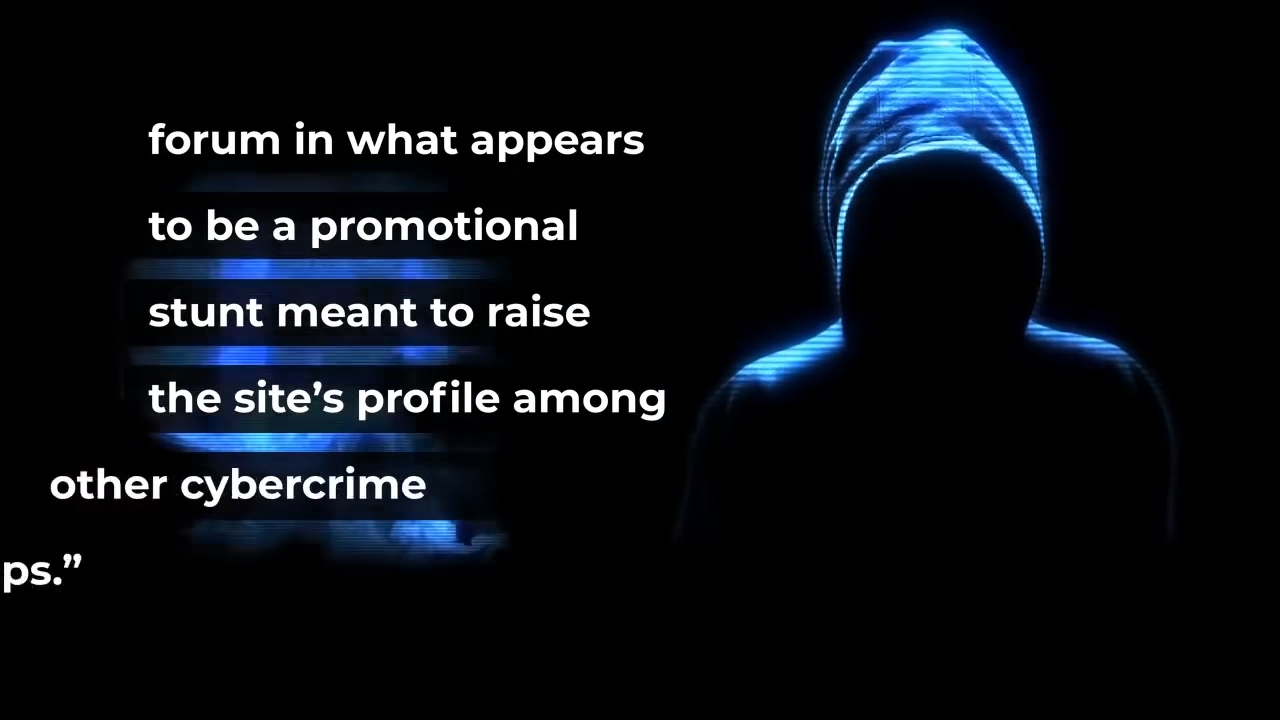 forum in what appears
to be a promotional
stunt meant to raise
the site’s profile among
other cybercrime
ps.”